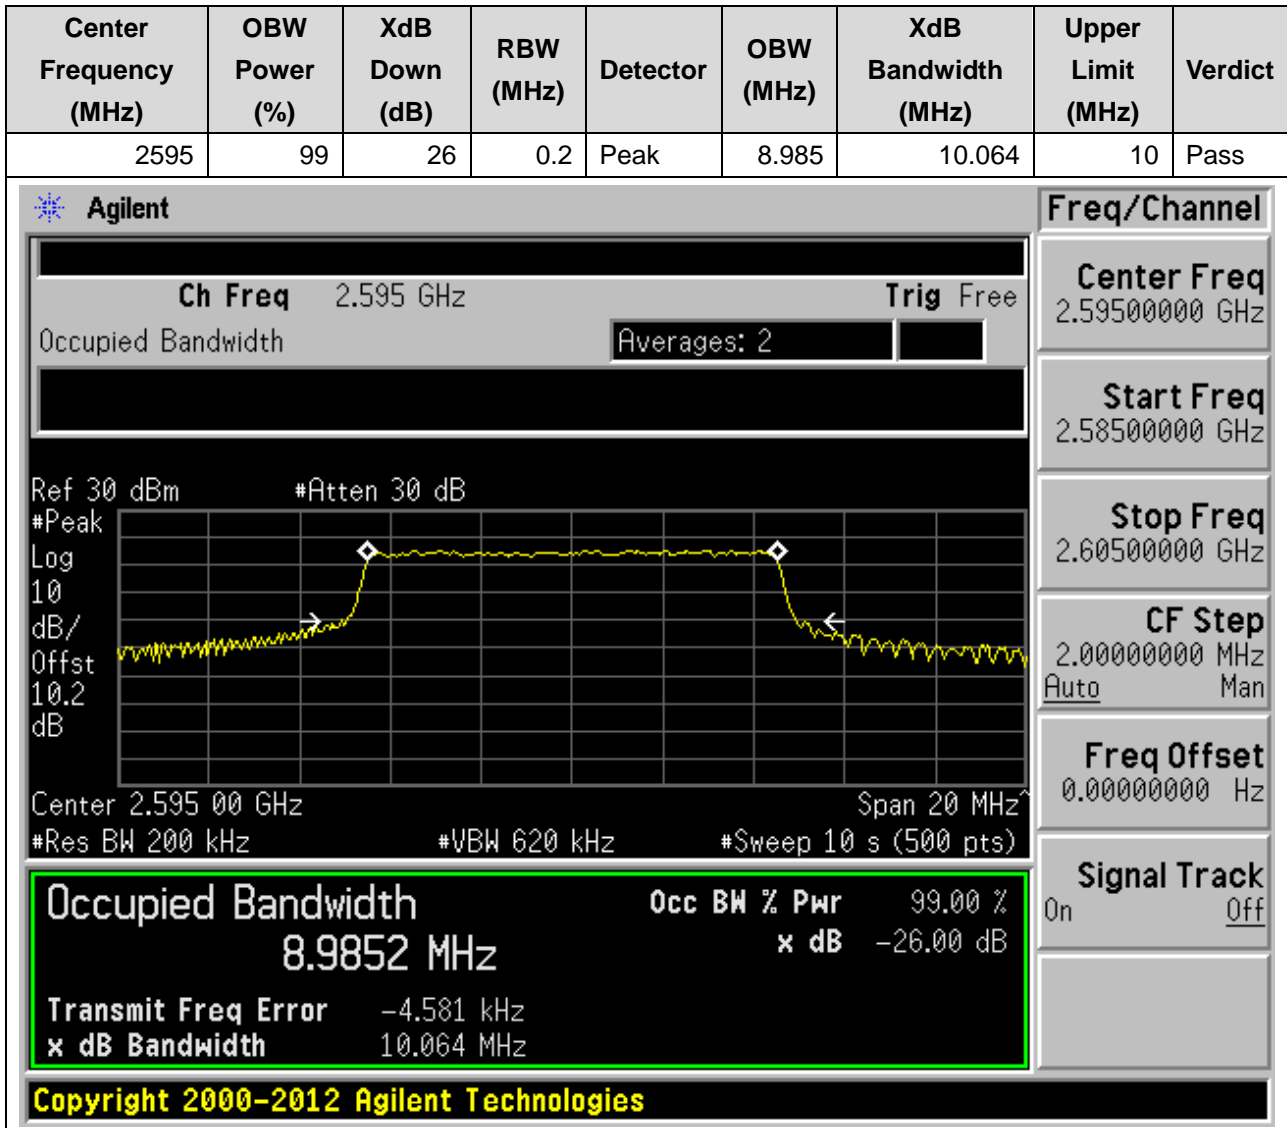 Center Frequency (MHz) OBW Power (%) XdB Down (dB) RBW (MHz) Detector OBW (MHz) XdB Bandwidth (MHz) Upper Limit (MHz) Verdict
2595 99 26 0.2 Peak 8.985 10.064 10 Pass
Agilent
Freq/Channel
Ch Freq 2.595 GHz Trig Free
Occupied Bandwidth Averages: 2
Center Freq
2.59500000 GHz
Start Freq
2.58500000 GHz
Stop Freq
2.60500000 GHz
CF Step
2.00000000 MHz
Auto Man
Freq Offset
0.00000000 Hz
Signal Track
On Off
Ref 30 dBm #Atten 30 dB
#Peak
Log
10
dB/
Offst
10.2
dB
Center 2.595 00 GHz Span 20 MHz^
#Res BW 200 kHz #VBW 620 kHz #Sweep 10 s (500 pts)
Occupied Bandwidth Occ BW % Pwr 99.00 %
8.9852 MHz x dB -26.00 dB
Transmit Freq Error -4.581 kHz
x dB Bandwidth 10.064 MHz
Copyright 2000-2012 Agilent Technologies